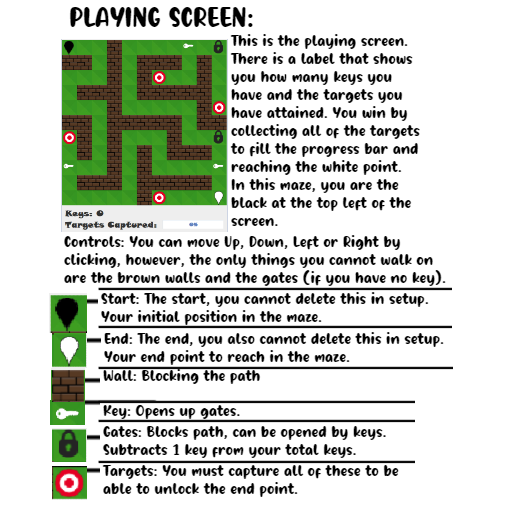 PLAYING SCREEN:
This is the playing screen.
There is a label that shows
you how many keys you
have and the targets you
have attained. You win by
collecting all of the targets
to fill the progress bar and
reaching the white point.
In this maze, you are the
black at the top left of the
screen.
Keys: 0
Targets Captured: 0%
Controls: You can move Up, Down, Left or Right by
clicking, however, the only things you cannot walk on
are the brown walls and the gates (if you have no key).
Start: The start, you cannot delete this in setup.
Your initial position in the maze.
End: The end, you also cannot delete this in setup.
Your end point to reach in the maze.
Wall: Blocking the path
Key: Opens up gates.
Gates: Blocks path, can be opened by keys.
Subtracts 1 key from your total keys.
Targets: You must capture all of these to be
able to unlock the end point.